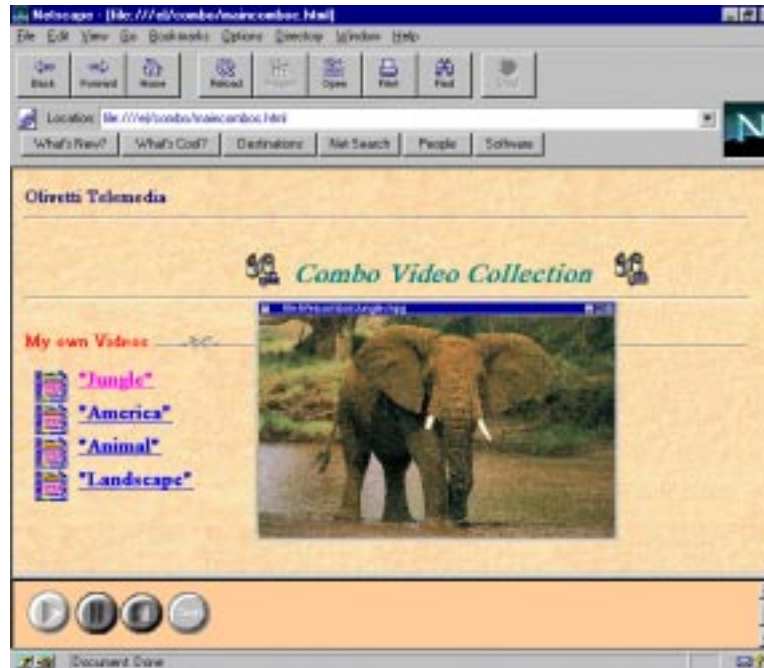 Netscape - [file:///el/combo/maincomboc.html]
File Edit View Go Bookmarks Options Directory Window Help
Back Forward Home Reload Open Print Find
Location: file:///el/combo/maincomboc.html
N
What's New? What's Cool? Destinations Net Search People Software
Olivetti Telemedia
Combo Video Collection
My own Videos
"Jungle"
"America"
"Animal"
"Landscape"
Document Done